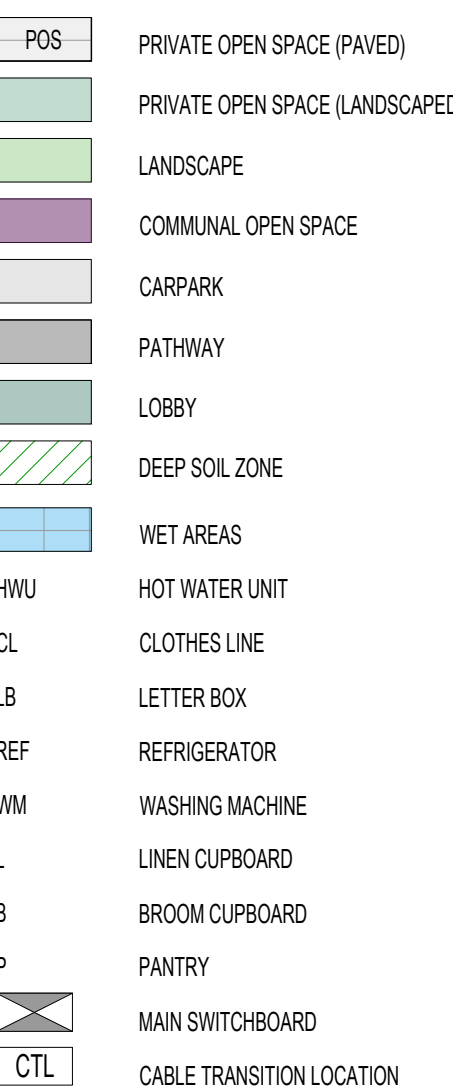 POS PRIVATE OPEN SPACE (PAVED)
PRIVATE OPEN SPACE (LANDSCAPED
LANDSCAPE
COMMUNAL OPEN SPACE
CARPARK
PATHWAY
LOBBY
DEEP SOIL ZONE
WET AREAS
HWU HOT WATER UNIT
CL CLOTHES LINE
LB LETTER BOX
REF REFRIGERATOR
WM WASHING MACHINE
L LINEN CUPBOARD
B BROOM CUPBOARD
P PANTRY
MAIN SWITCHBOARD
CTL CABLE TRANSITION LOCATION